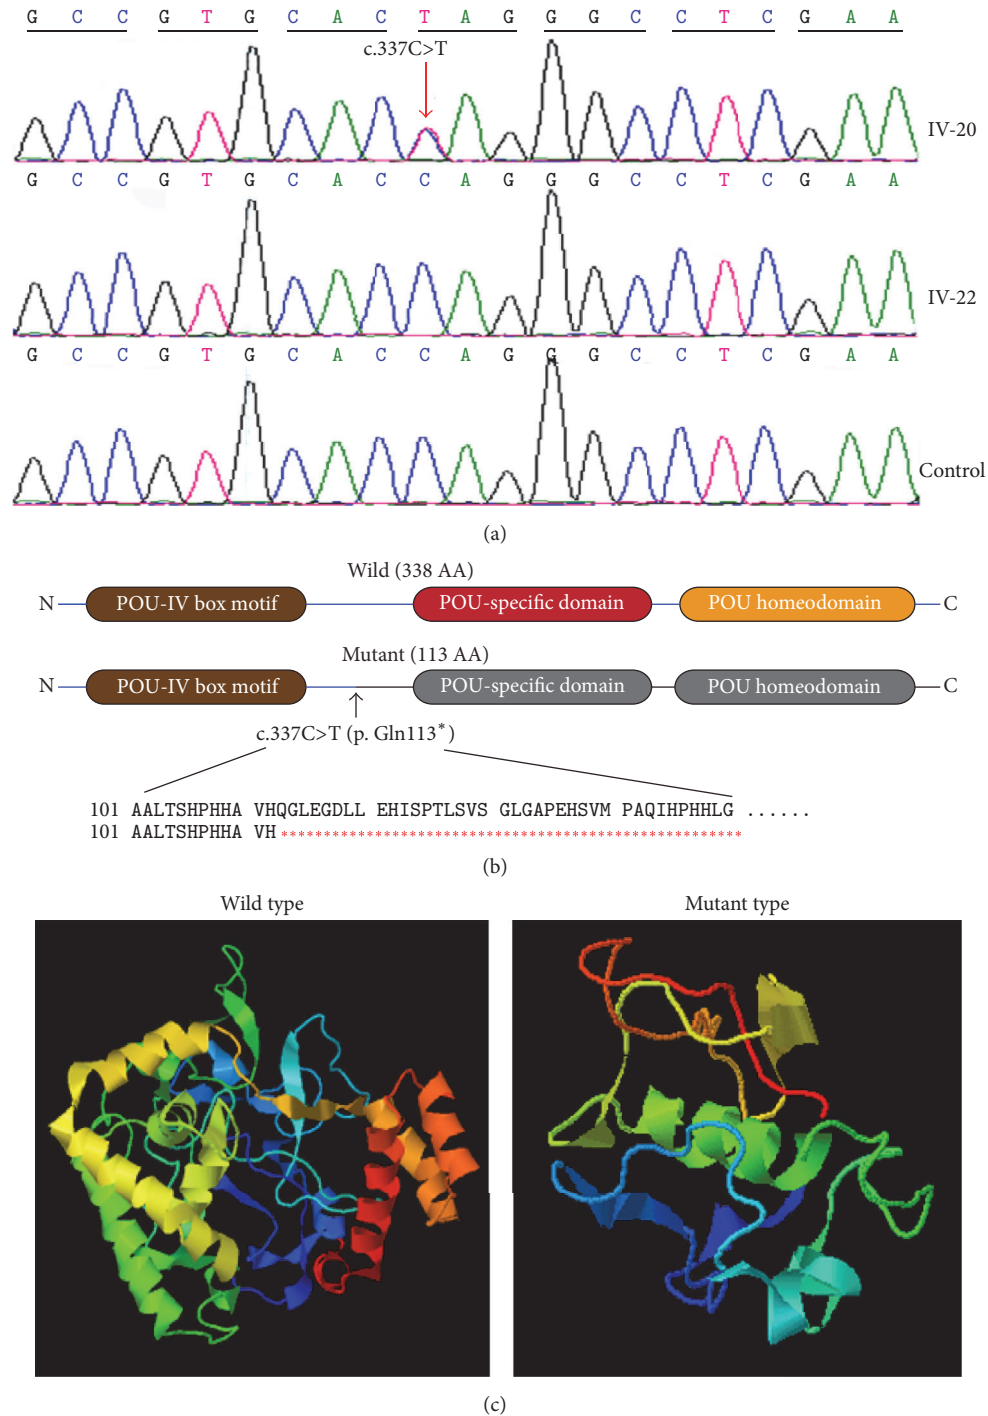 G C C G T G C A C T A G G G C C T C G A A
c.337C>T
IV-20
G C C G T G C A C C A G G G C C T C G A A
IV-22
G C C G T G C A C C A G G G C C T C G A A
Control
(a)
Wild (338 AA)
N POU-IV box motif POU-specific domain POU homeodomain C
Mutant (113 AA)
N POU-IV box motif POU-specific domain POU homeodomain C
c.337C>T (p. Gln113*)
101 AALTSHPHHA VHQGLEGDLL EHISPTLSVS GLGAPEHSVM PAQIHPHHLG ......
101 AALTSHPHHA VH*****************************************************
(b)
Wild type Mutant type
(c)